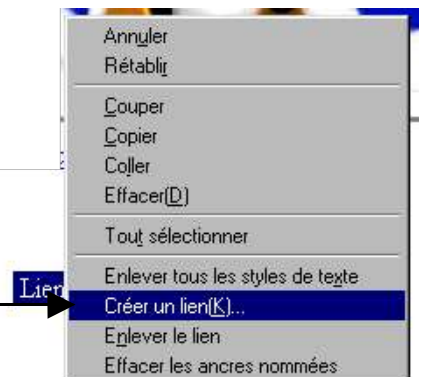 Annuler
Rétablir
Couper
Copier
Coller
Effacer(D)
Tout sélectionner
Enlever tous les styles de texte
Lien
Créer un lien(K)...
Enlever le lien
Effacer les ancres nommées